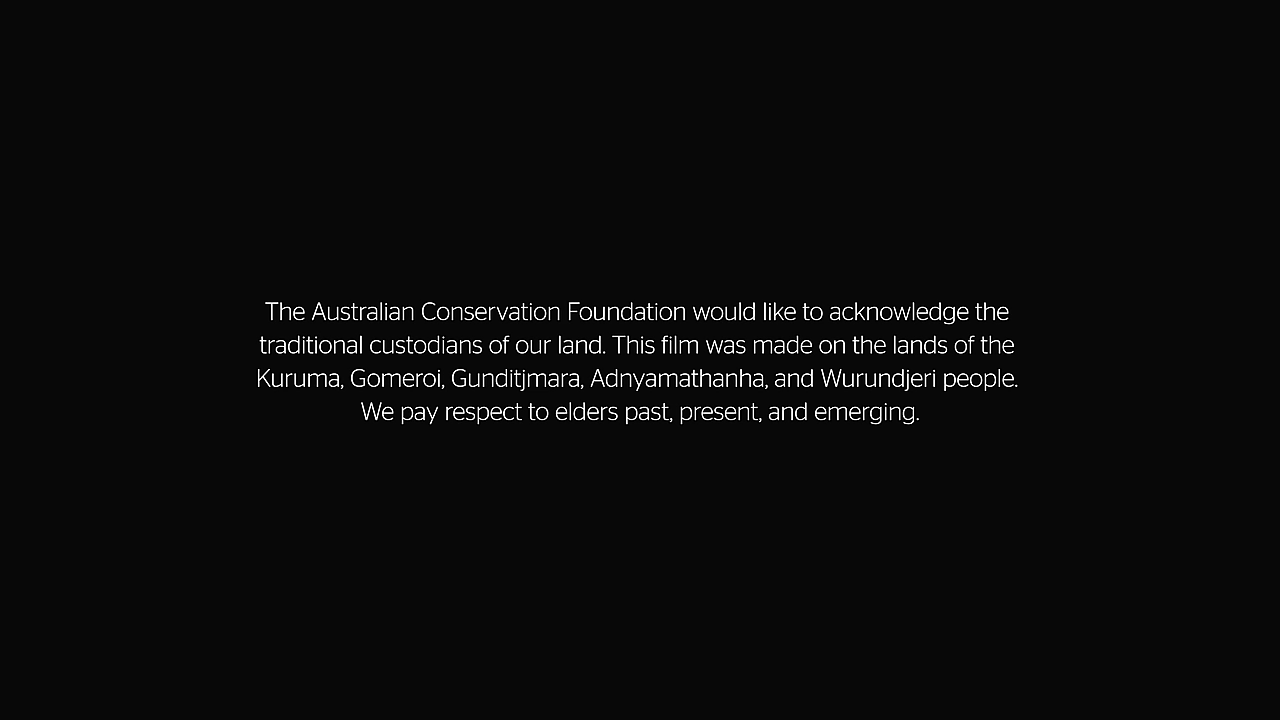 The Australian Conservation Foundation would like to acknowledge the
traditional custodians of our land. This film was made on the lands of the
Kuruma, Gomeroi, Gunditjmara, Adnyamathanha, and Wurundjeri people.
We pay respect to elders past, present, and emerging.